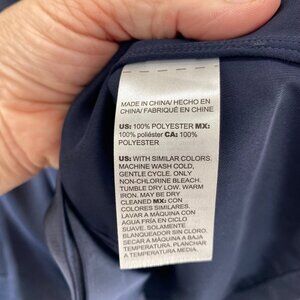 MADE IN CHINA/ HECHO EN
CHINA/ FABRIQUÉ EN CHINE
US: 100% POLYESTER MX:
100% poliéster CA: 100%
POLYESTER
US: WITH SIMILAR COLORS.
MACHINE WASH COLD,
GENTLE CYCLE. ONLY
NON-CHLORINE BLEACH.
TUMBLE DRY LOW. WARM
IRON. MAY BE DRY
CLEANED MX: CON
COLORES SIMILARES.
LAVAR A MÁQUINA CON
AGUA FRÍA EN CICLO
SUAVE. SOLAMENTE
BLANQUEADOR SIN CLORO.
SECAR A MÁQUINA A BAJA
TEMPERATURA. PLANCHAR
A TEMPERATURA MEDIA.